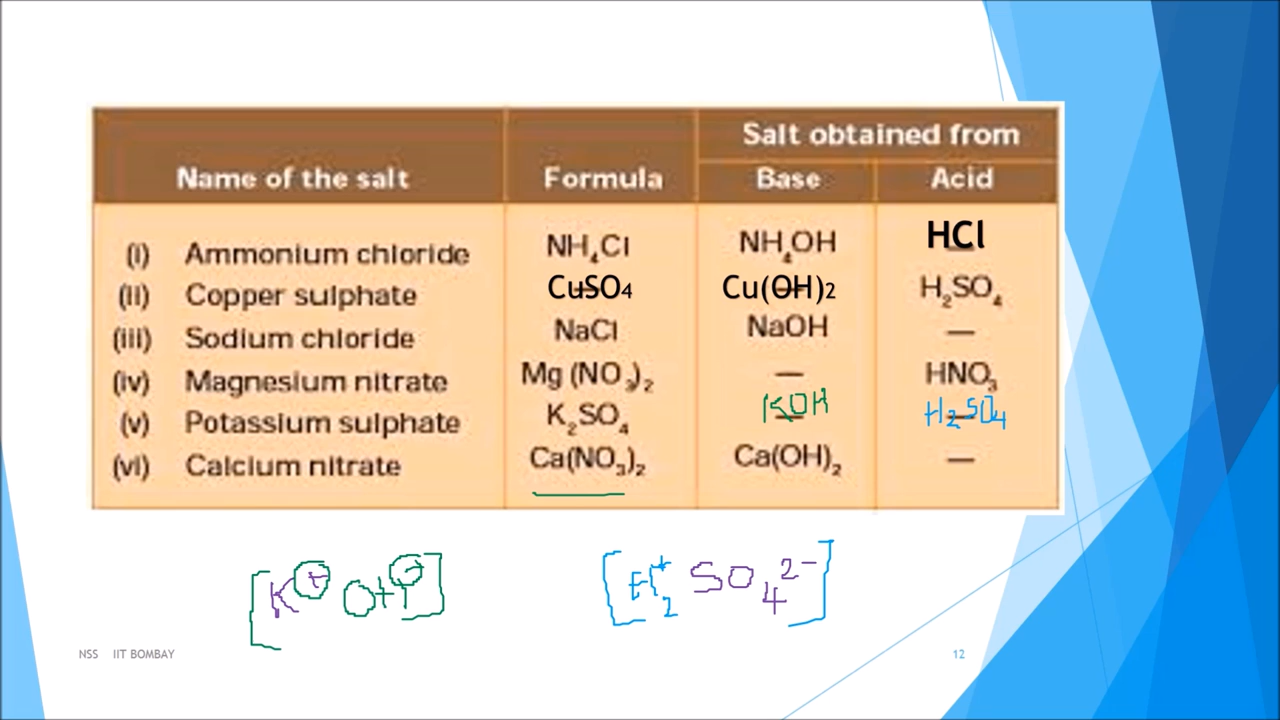 Salt obtained from
Name of the salt Formula Base Acid
(i) Ammonium chloride NH₄Cl NH₄OH HCl
(ii) Copper sulphate CuSO4 Cu(OH)2 H₂SO₄
(iii) Sodium chloride NaCl NaOH —
(iv) Magnesium nitrate Mg(NO₃)₂ — HNO₃
(v) Potassium sulphate K₂SO₄ KOH H₂SO₄
(vi) Calcium nitrate Ca(NO₃)₂ Ca(OH)₂ —
[K⁺ OH⁻] [H⁺₂ SO₄²⁻]
NSS IIT BOMBAY 12